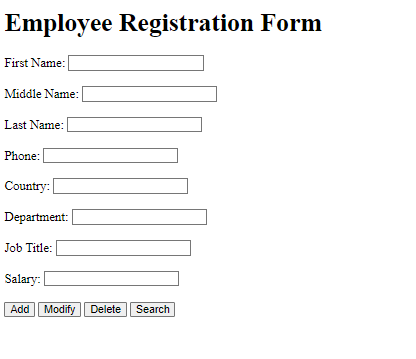 Employee Registration Form
First Name:
Middle Name:
Last Name:
Phone:
Country:
Department:
Job Title:
Salary:
Add Modify Delete Search